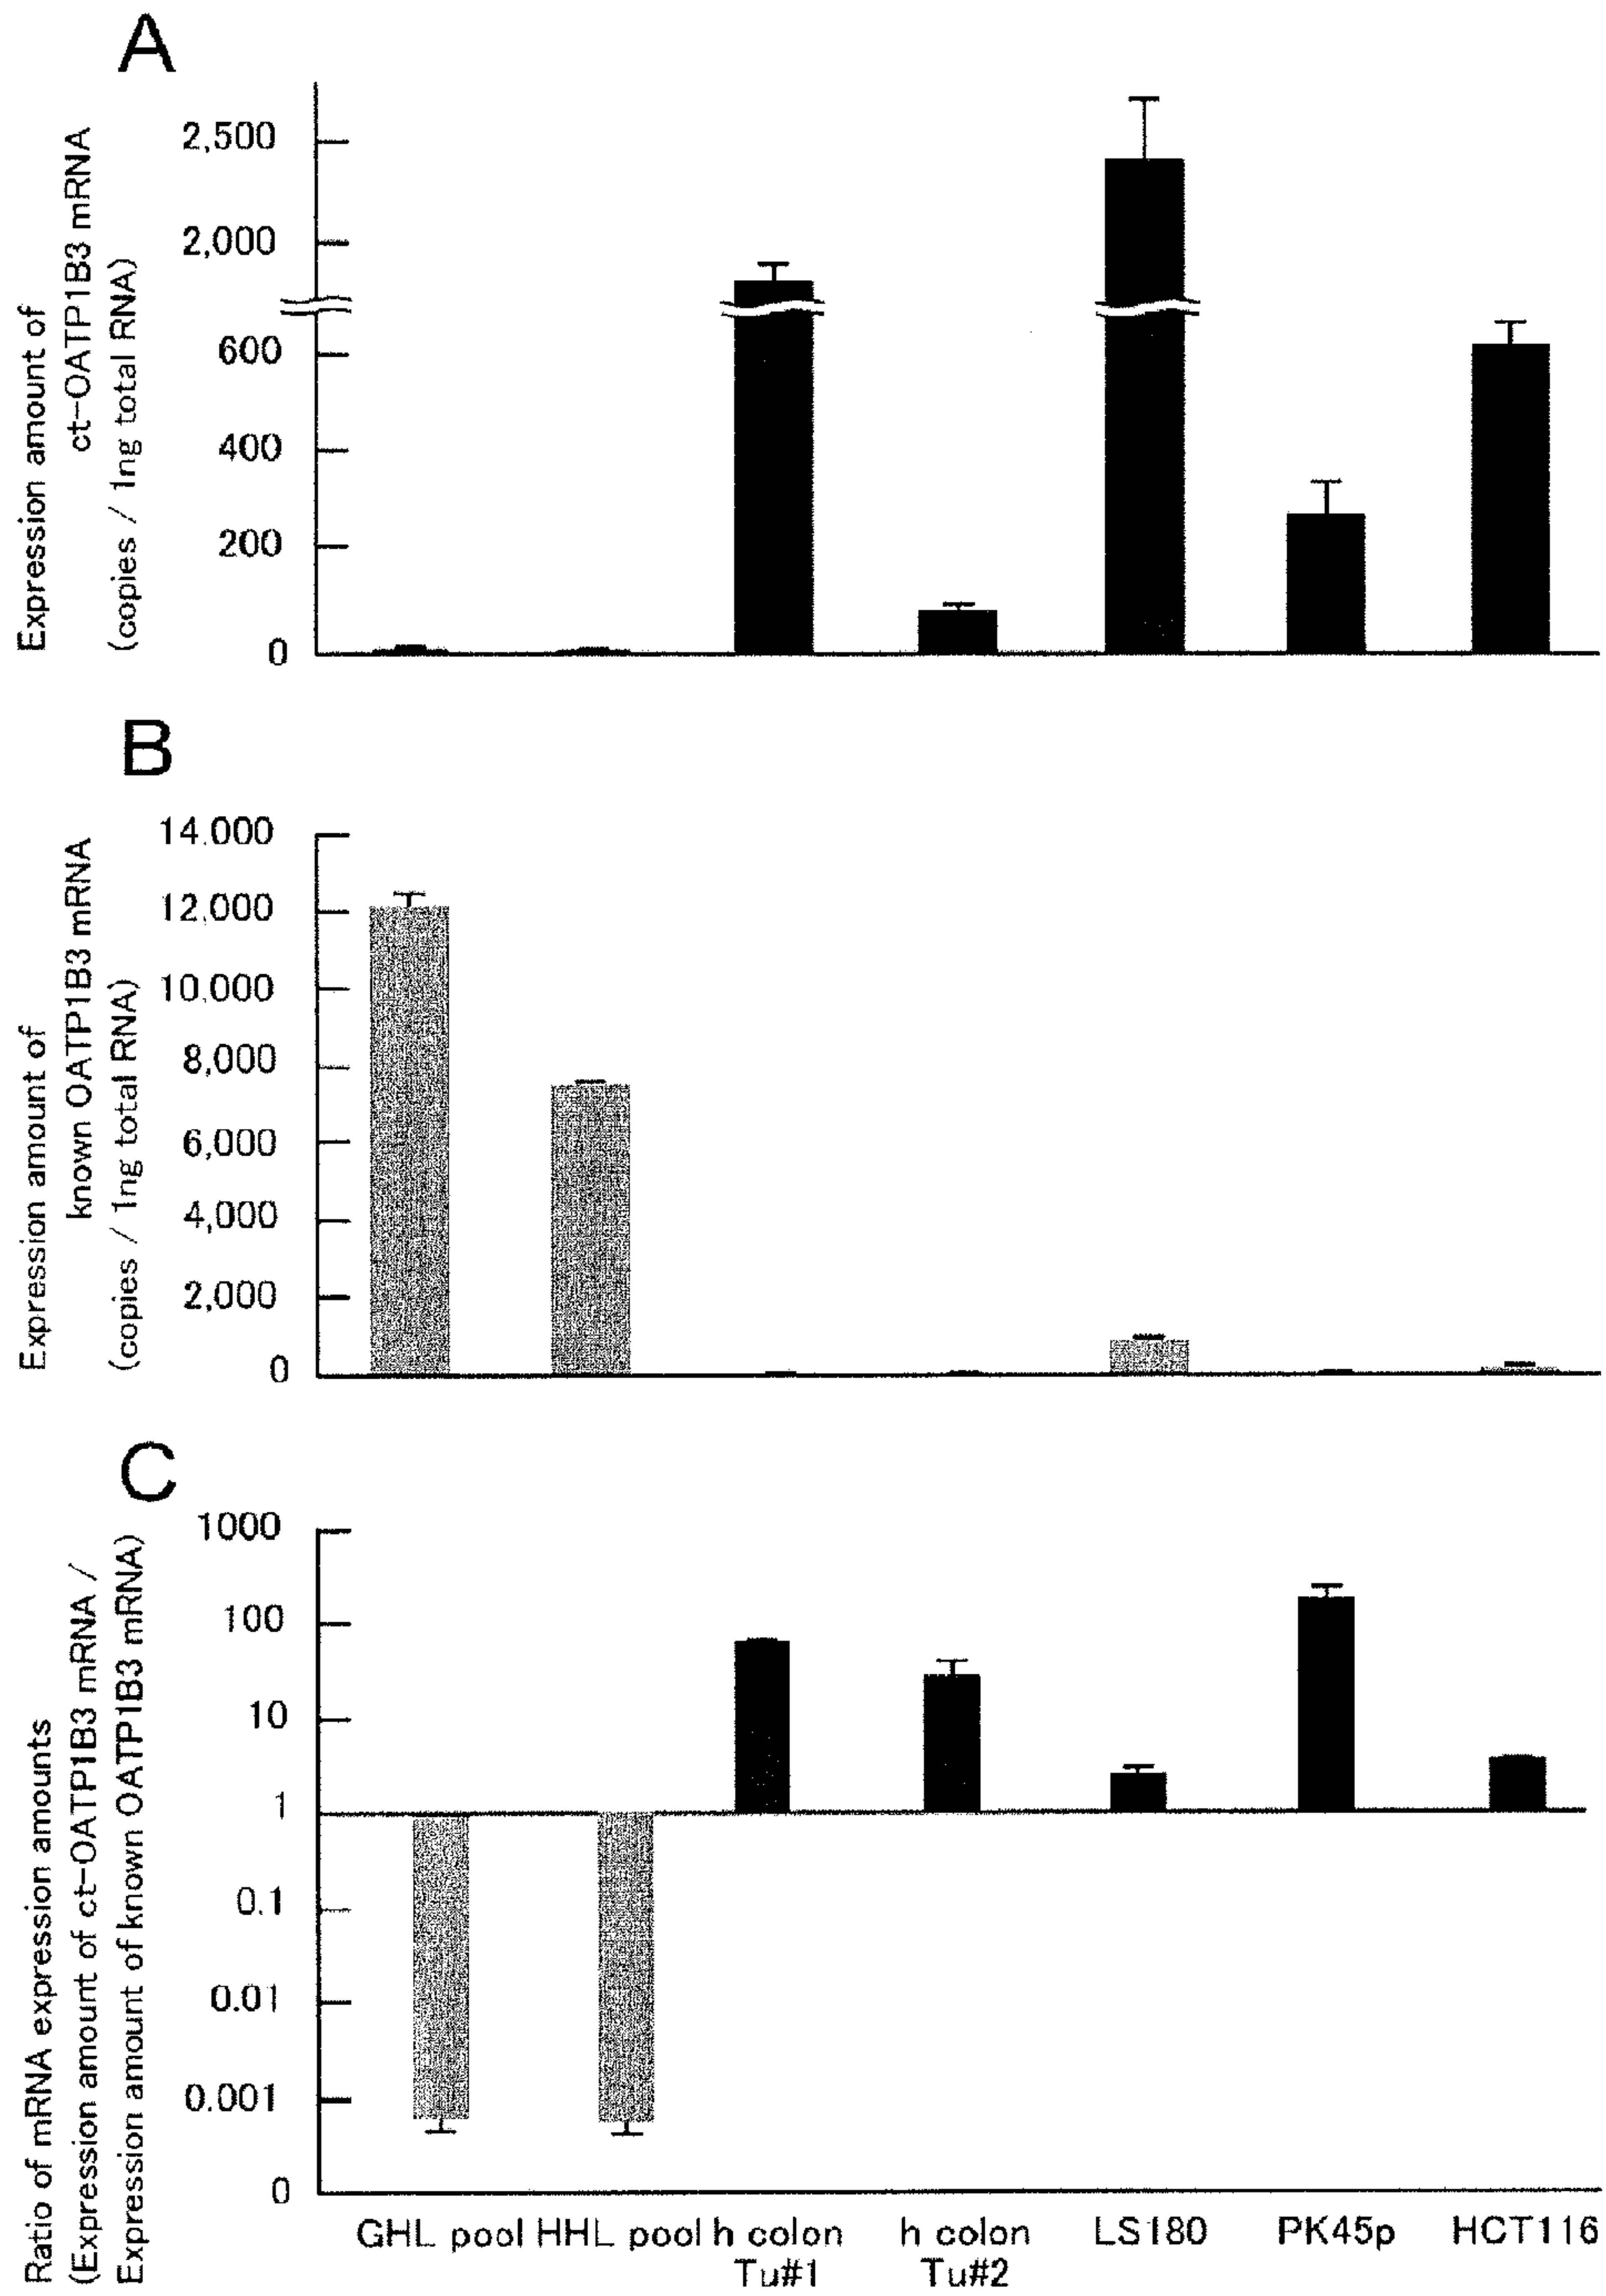 A
Expression amount of
ct-OATP1B3 mRNA
(copies / 1ng total RNA)
2,500
2,000
600
400
200
0
B
Expression amount of
known OATP1B3 mRNA
(copies / 1ng total RNA)
14.000
12,000
10,000
8,000
6,000
4,000
2,000
0
C
Ratio of mRNA expression amounts
(Expression amount of ct-OATP1B3 mRNA /
Expression amount of known OATP1B3 mRNA)
1000
100
10
1
0.1
0.01
0.001
0
GHL pool HHL pool h colon Tu#1 h colon Tu#2 LS180 PK45p HCT116